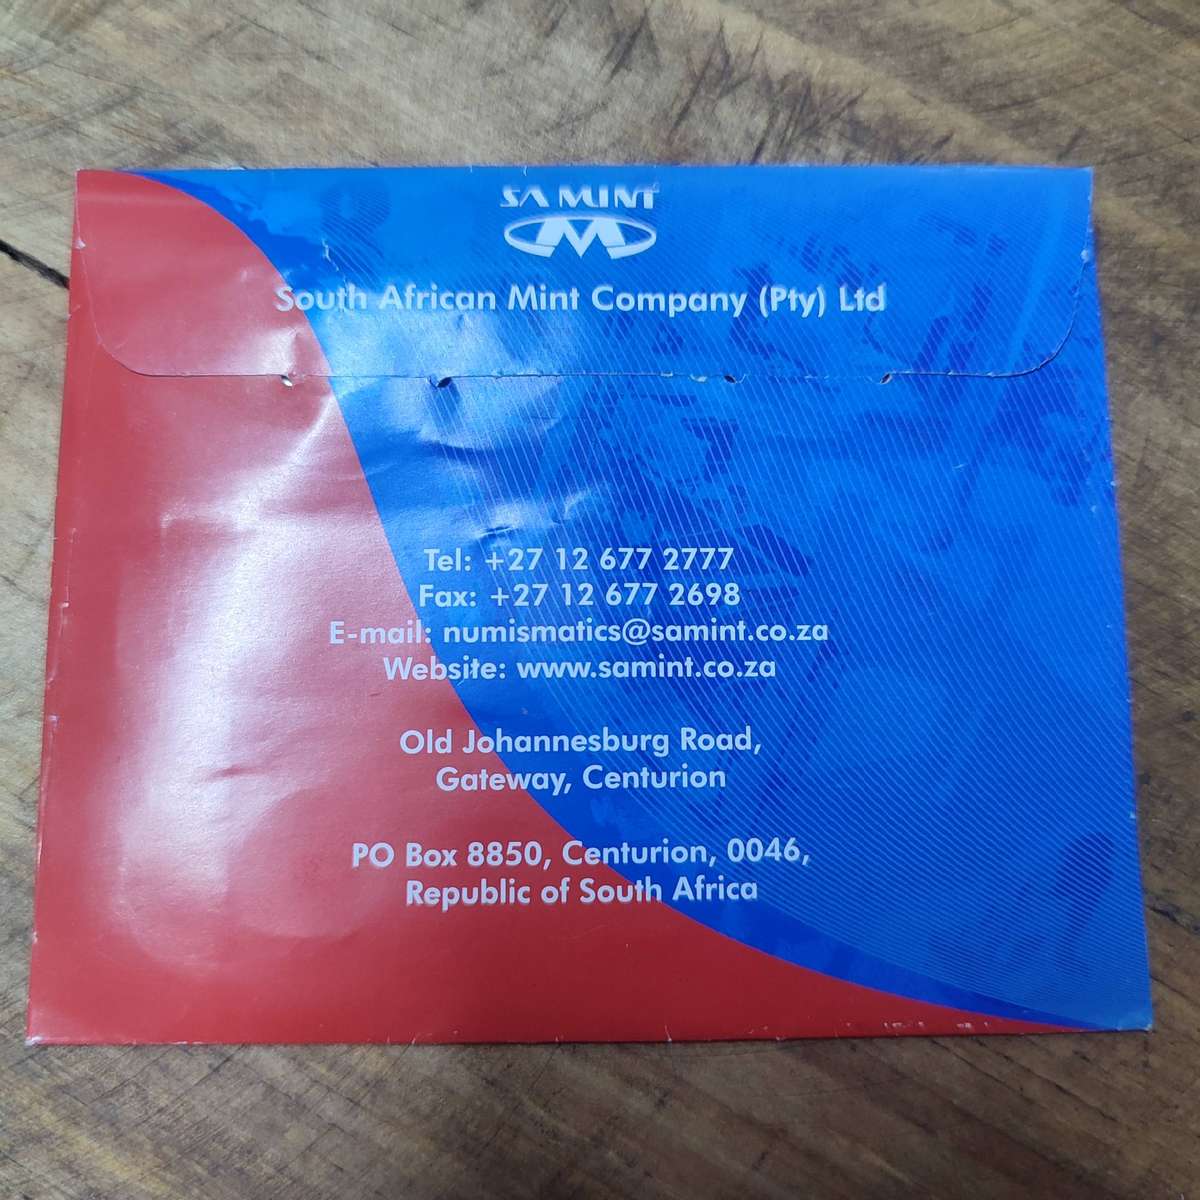 SA MINT
South African Mint Company (Pty) Ltd
Tel: +27 12 677 2777
Fax: +27 12 677 2698
E-mail: numismatics@samint.co.za
Website: www.samint.co.za
Old Johannesburg Road,
Gateway, Centurion
PO Box 8850, Centurion, 0046,
Republic of South Africa